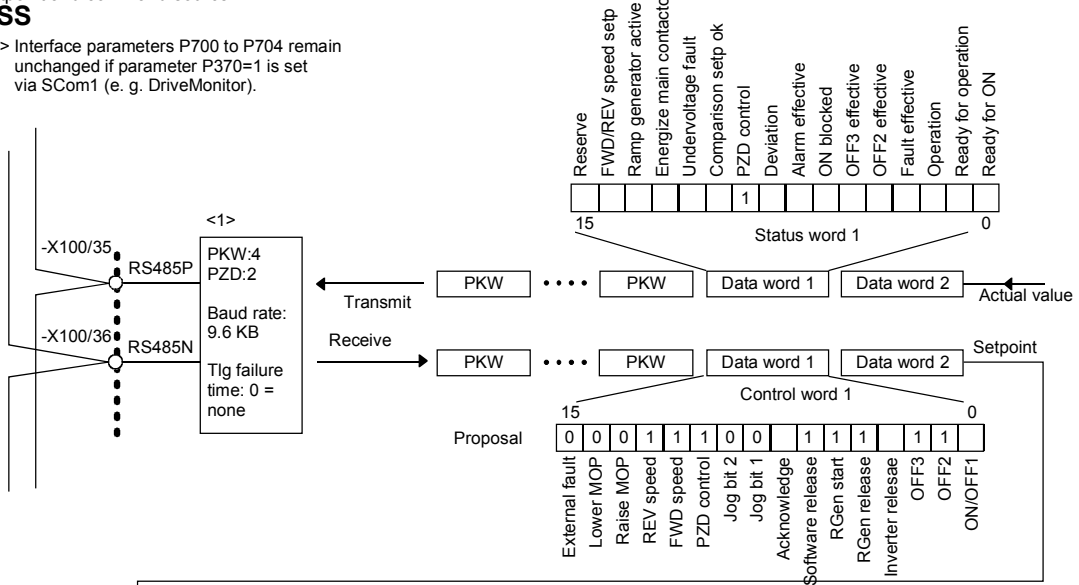 SS
> Interface parameters P700 to P704 remain
unchanged if parameter P370=1 is set
via SCom1 (e. g. DriveMonitor).
Reserve
FWD/REV speed setp
Ramp generator active
Energize main contacto
Undervoltage fault
Comparison setp ok
PZD control
Deviation
Alarm effective
ON blocked
OFF3 effective
OFF2 effective
Fault effective
Operation
Ready for operation
Ready for ON
1
15
0
Status word 1
<1>
-X100/35
RS485P
-X100/36
RS485N
PKW:4
PZD:2
Baud rate:
9.6 KB
Tlg failure
time: 0 =
none
Transmit
PKW
PKW
Data word 1
Data word 2
Actual value
Receive
PKW
PKW
Data word 1
Data word 2
Setpoint
Control word 1
15
0
Proposal
0 0 0 1 1 1 0 0 1 1 1 1 1
External fault
Lower MOP
Raise MOP
REV speed
FWD speed
PZD control
Jog bit 2
Jog bit 1
Acknowledge
Software release
RGen start
RGen release
Inverter relesae
OFF3
OFF2
ON/OFF1